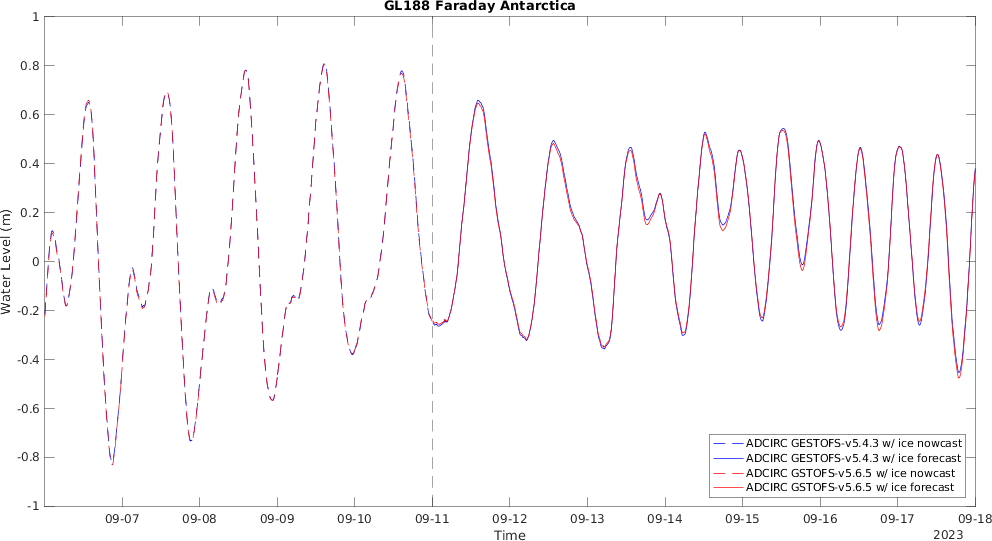 GL188 Faraday Antarctica
1
0.8
0.6
0.4
0.2
0
-0.2
-0.4
-0.6
-0.8
-1
Water Level (m)
09-07 09-08 09-09 09-10 09-11 09-12 09-13 09-14 09-15 09-16 09-17 09-18
Time
2023
ADCIRC GESTOFS-v5.4.3 w/ ice nowcast
ADCIRC GESTOFS-v5.4.3 w/ ice forecast
ADCIRC GSTOFS-v5.6.5 w/ ice nowcast
ADCIRC GSTOFS-v5.6.5 w/ ice forecast